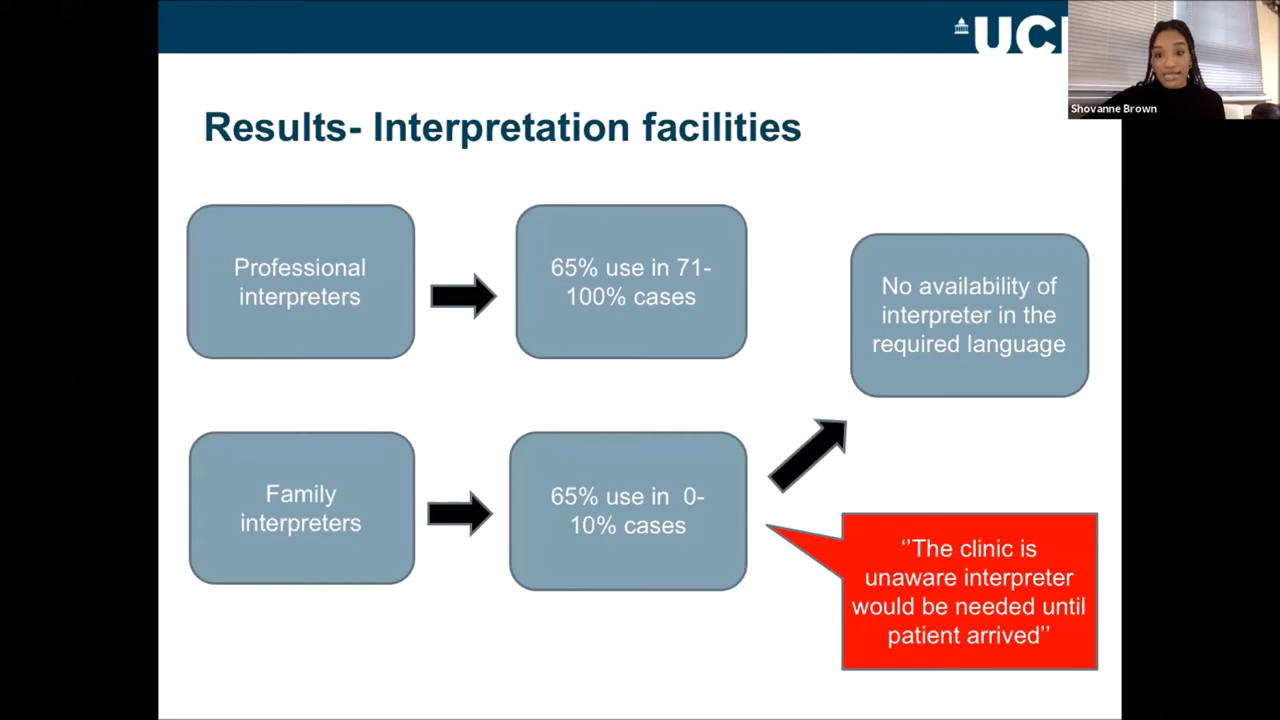 UCL
Shovanne Brown
Results- Interpretation facilities
Professional
interpreters
65% use in 71-
100% cases
No availability of
interpreter in the
required language
Family
interpreters
65% use in 0-
10% cases
‘’The clinic is
unaware interpreter
would be needed until
patient arrived’’